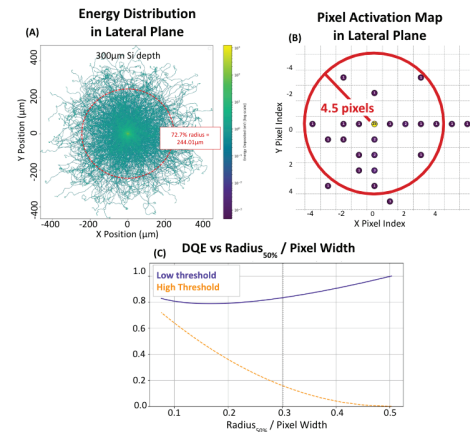 Energy Distribution
in Lateral Plane
(A)
300μm Si depth
400
200
0
-200
-400
Y Position (μm)
-400 -200 0 200 400
X Position (μm)
72.7% radius =
244.01μm
Pixel Activation Map
in Lateral Plane
(B)
-4
-2
0
2
4
Y Pixel Index
4.5 pixels
-4 -2 0 2 4
X Pixel Index
(C)
DQE vs Radius50% / Pixel Width
Low threshold
High Threshold
1.0
0.8
0.6
0.4
0.2
0.0
0.1 0.2 0.3 0.4 0.5
Radius50% / Pixel Width